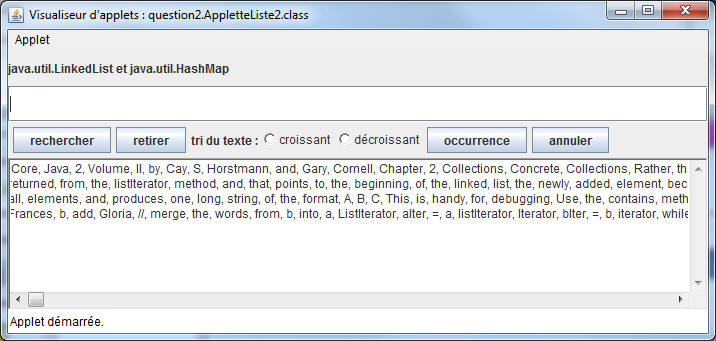 Visualiseur d'applets : question2.AppletteListe2.class
Applet
java.util.LinkedList et java.util.HashMap
rechercher retirer tri du texte : croissant décroissant occurrence annuler
Core, Java, 2, Volume, II, by, Cay, S, Horstmann, and, Gary, Cornell, Chapter, 2, Collections, Concrete, Collections, Rather, th
returned, from, the, listIterator, method, and, that, points, to, the, beginning, of, the, linked, list, the, newly, added, element, bec
all, elements, and, produces, one, long, string, of, the, format, A, B, C, This, is, handy, for, debugging, Use, the, contains, meth
Frances, b, add, Gloria, //, merge, the, words, from, b, into, a, ListIterator, aIter, =, a, listIterator, Iterator, bIter, =, b, iterator, while
Applet démarrée.